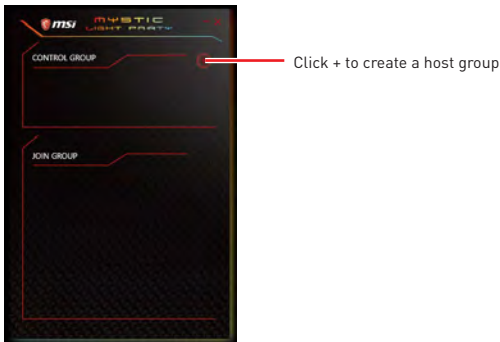 msi MYSTIC
LIGHT PARTY
CONTROL GROUP
Click + to create a host group
JOIN GROUP